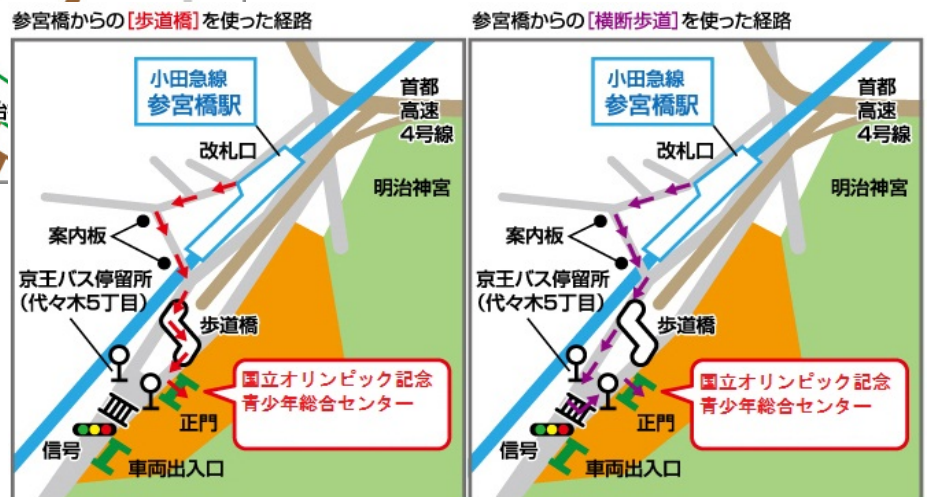 参宮橋からの[歩道橋]を使った経路
小田急線
参宮橋駅
首都
高速
4号線
改札口
明治神宮
案内板
京王バス停留所
(代々木5丁目)
歩道橋
国立オリンピック記念
青少年総合センター
正門
信号
車両出入口
参宮橋からの[横断歩道]を使った経路
小田急線
参宮橋駅
首都
高速
4号線
改札口
明治神宮
案内板
京王バス停留所
(代々木5丁目)
歩道橋
国立オリンピック記念
青少年総合センター
正門
信号
車両出入口